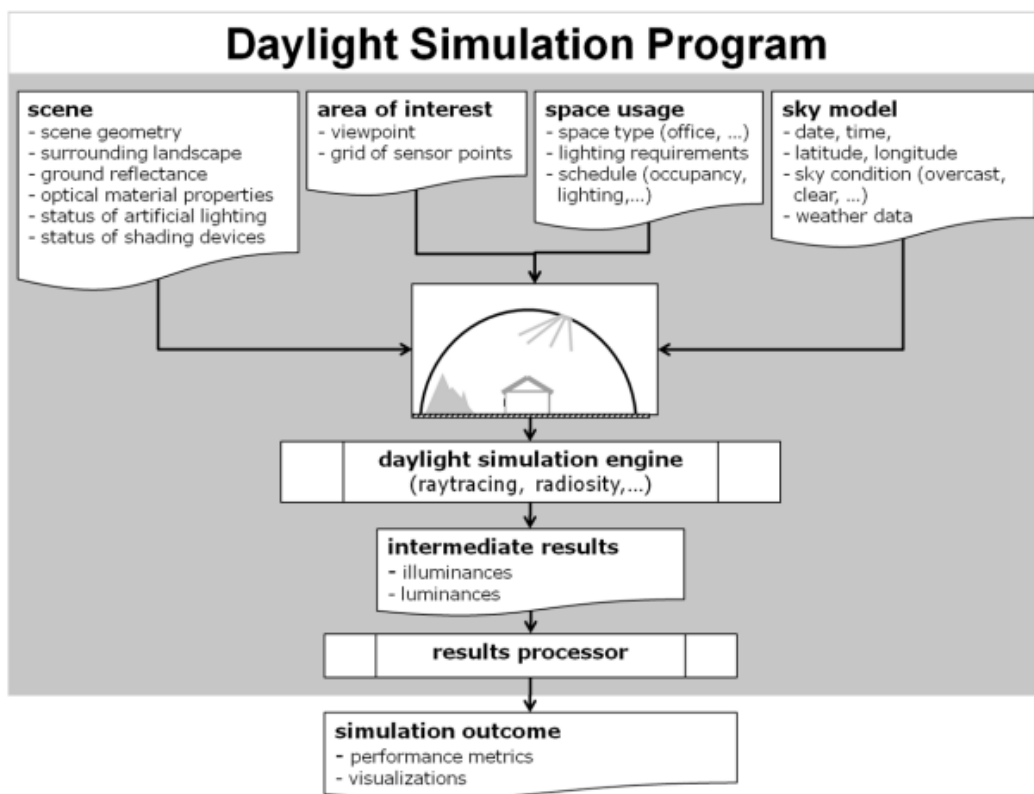 Daylight Simulation Program
scene
- scene geometry
- surrounding landscape
- ground reflectance
- optical material properties
- status of artificial lighting
- status of shading devices
area of interest
- viewpoint
- grid of sensor points
space usage
- space type (office, ...)
- lighting requirements
- schedule (occupancy,
lighting,...)
sky model
- date, time,
- latitude, longitude
- sky condition (overcast,
clear, ...)
- weather data
daylight simulation engine
(raytracing, radiosity,...)
intermediate results
- illuminances
- luminances
results processor
simulation outcome
- performance metrics
- visualizations